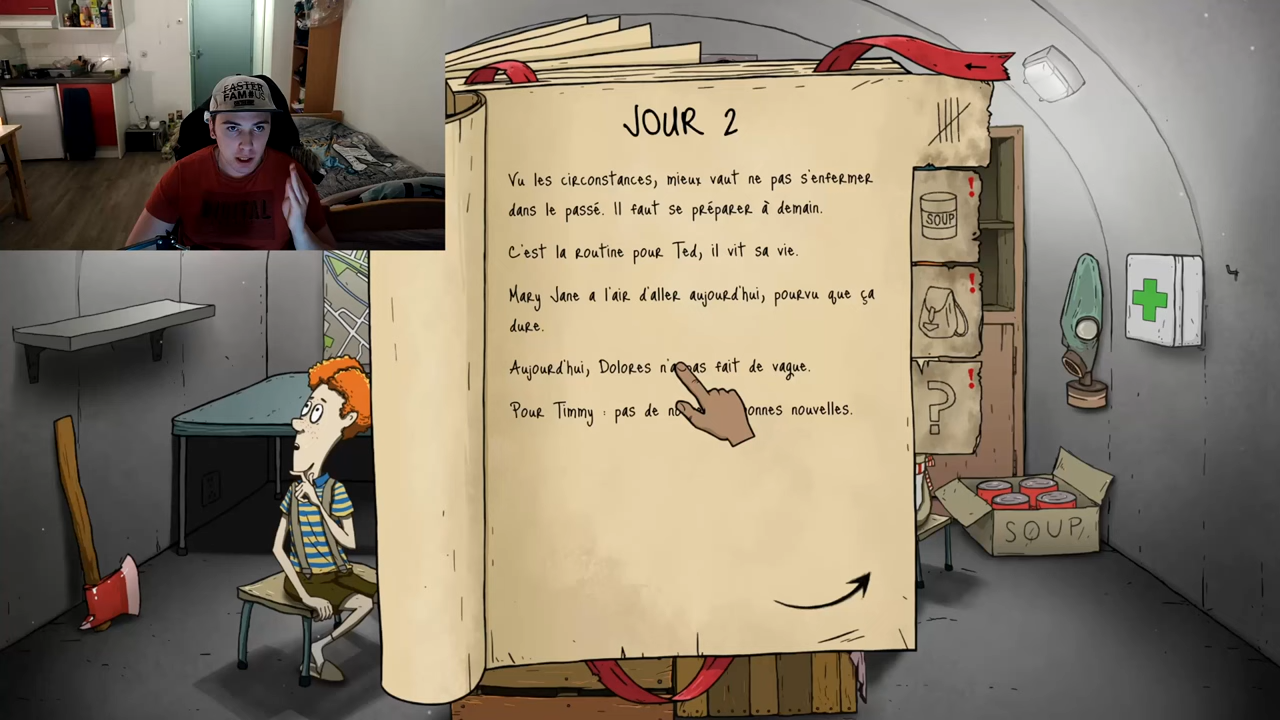 EASTER
FAMOUS
JOUR 2
Vu les circonstances, mieux vaut ne pas s'enfermer
dans le passé. Il faut se préparer à demain.
C'est la routine pour Ted, il vit sa vie.
Mary Jane a l'air d'aller aujourd'hui, pourvu que ça
dure.
Aujourd'hui, Dolores n'a pas fait de vague.
Pour Timmy : pas de nouvelles.
SOUP
SOUP